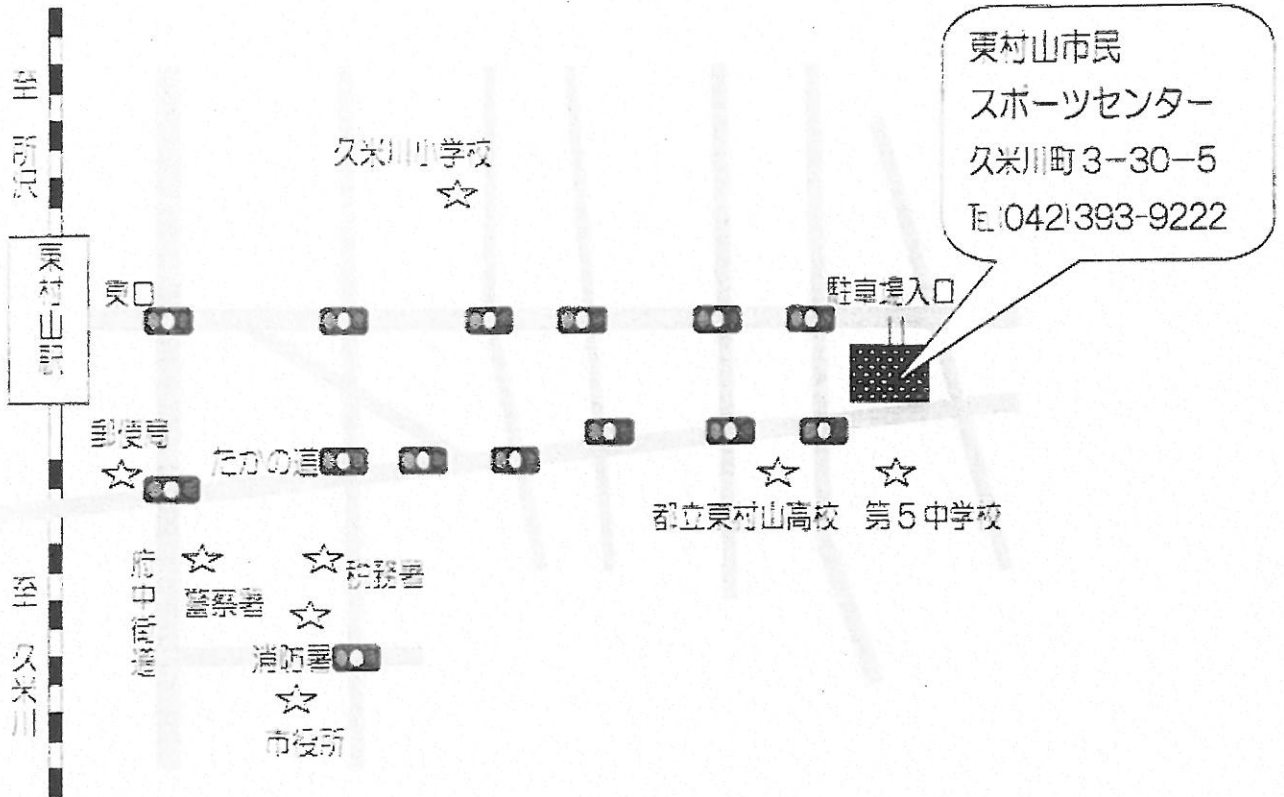 東村山市民
スポーツセンター
久米川町3-30-5
TEL(042)393-9222
至所沢
久米川小学校
東村山駅
東口
駐車場入口
郵便局
たかの道
都立東村山高校
第5中学校
府中街道
警察署
税務署
消防署
市役所
至久米川